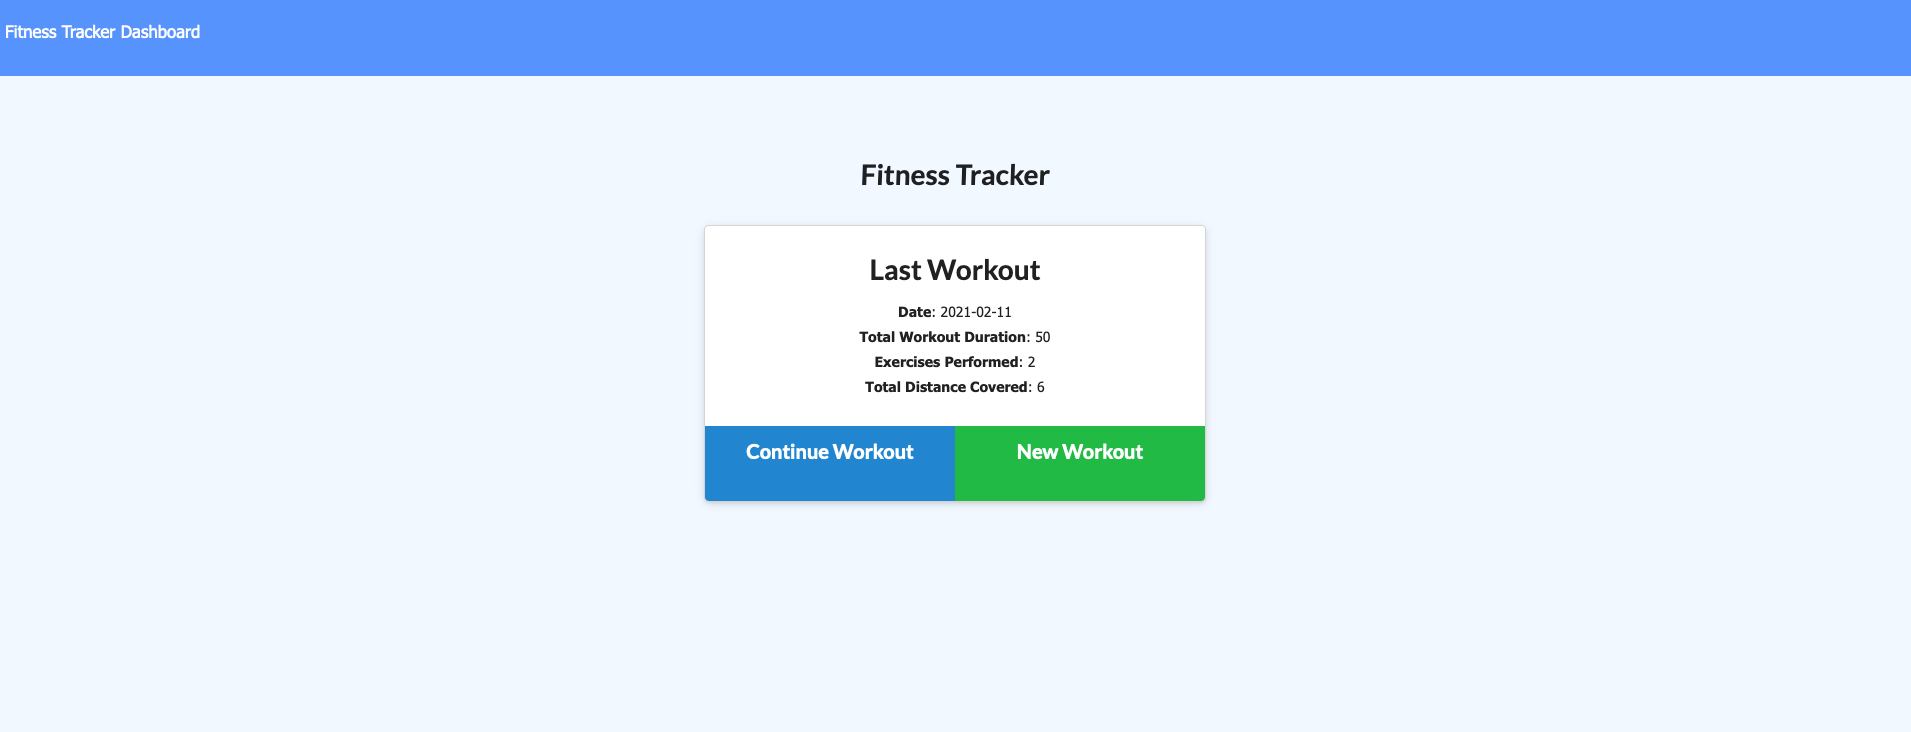 Fitness Tracker Dashboard
Fitness Tracker
Last Workout
Date: 2021-02-11
Total Workout Duration: 50
Exercises Performed: 2
Total Distance Covered: 6
Continue Workout New Workout